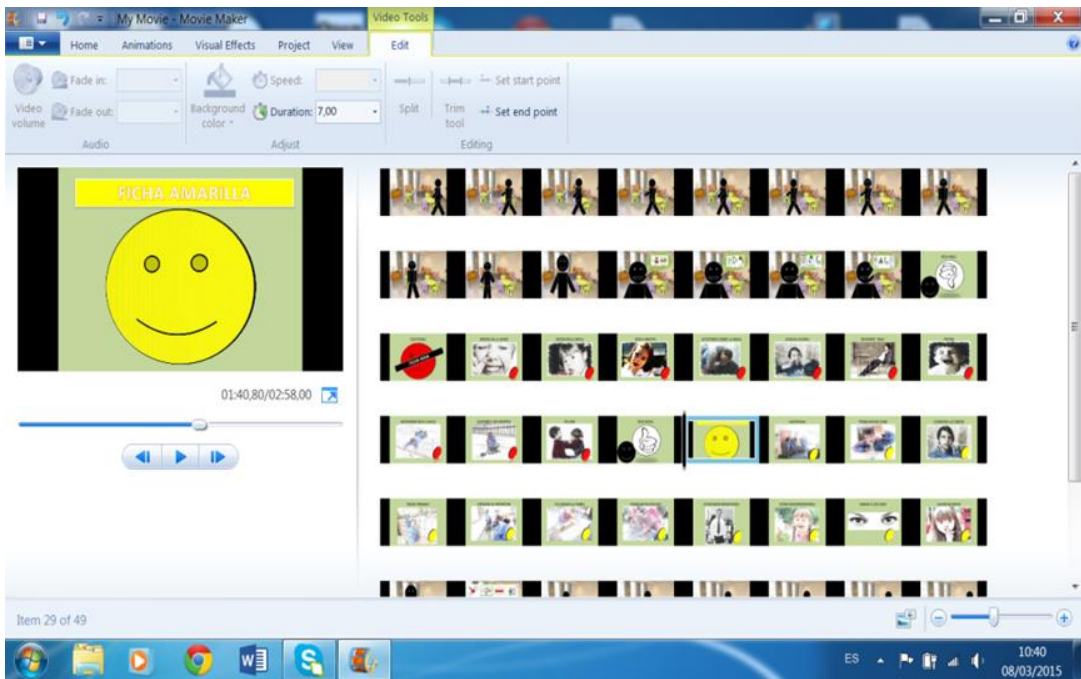 My Movie - Movie Maker
Video Tools
Home Animations Visual Effects Project View Edit
Fade in: Speed: Set start point
Video volume Fade out: Background color Duration: 7,00 Split Trim tool Set end point
Audio Adjust Editing
FICHA AMARILLA
01:40,80/02:58,00
Item 29 of 49
ES 10:40
08/03/2015